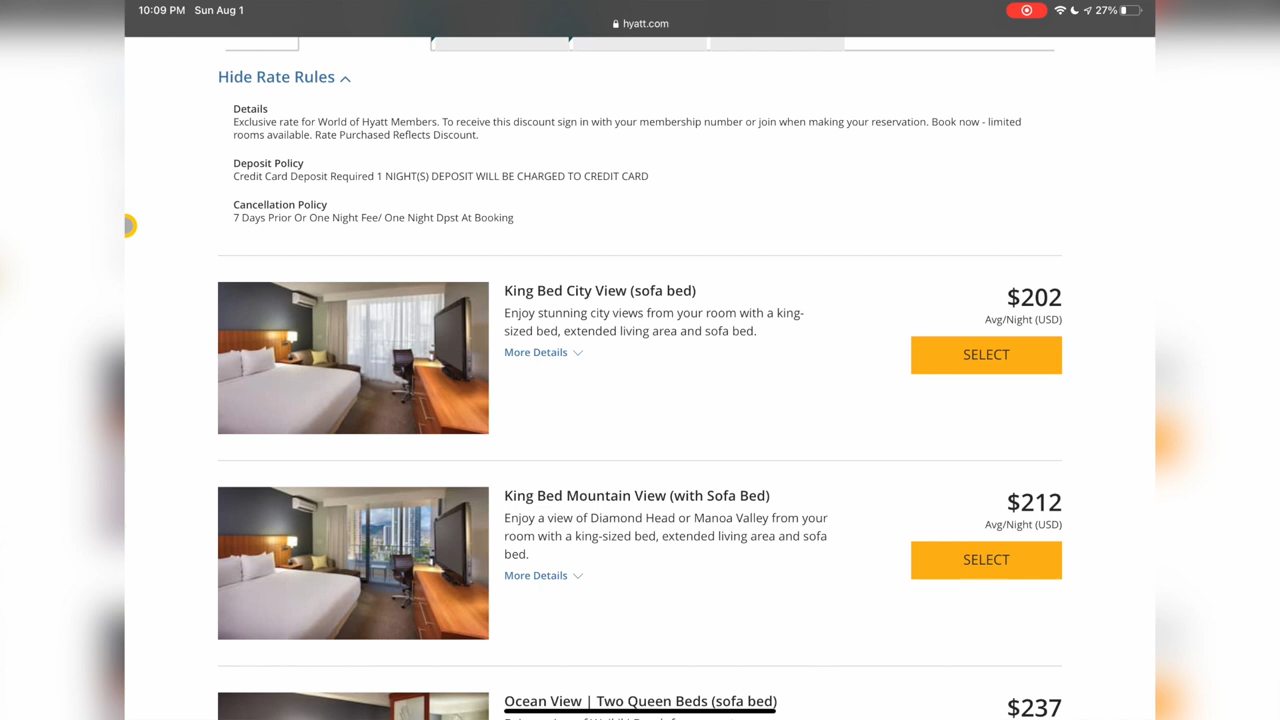 10:09 PM Sun Aug 1
27%
hyatt.com
Hide Rate Rules
Details
Exclusive rate for World of Hyatt Members. To receive this discount sign in with your membership number or join when making your reservation. Book now - limited
rooms available. Rate Purchased Reflects Discount.
Deposit Policy
Credit Card Deposit Required 1 NIGHT(S) DEPOSIT WILL BE CHARGED TO CREDIT CARD
Cancellation Policy
7 Days Prior Or One Night Fee/ One Night Dpst At Booking
King Bed City View (sofa bed)
Enjoy stunning city views from your room with a king-
sized bed, extended living area and sofa bed.
More Details
$202
Avg/Night (USD)
SELECT
King Bed Mountain View (with Sofa Bed)
Enjoy a view of Diamond Head or Manoa Valley from your
room with a king-sized bed, extended living area and sofa
bed.
More Details
$212
Avg/Night (USD)
SELECT
Ocean View | Two Queen Beds (sofa bed)
$237